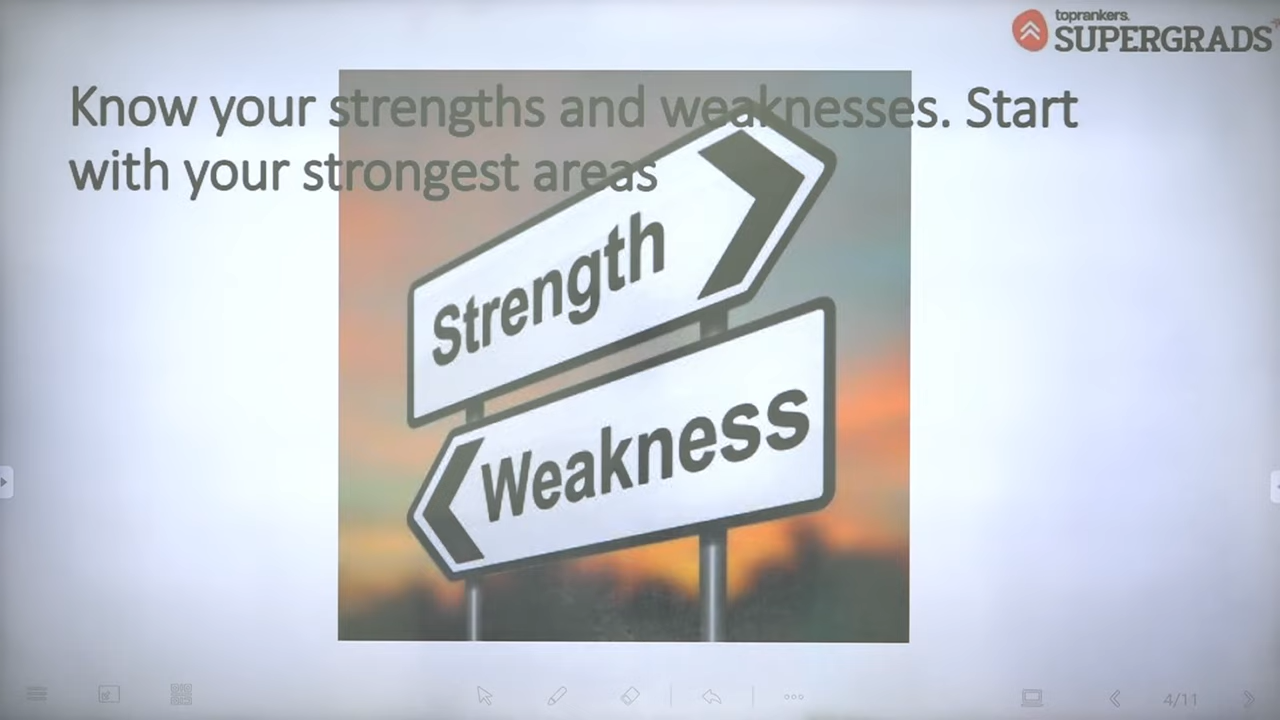 toprankers.
SUPERGRADS
Know your strengths and weaknesses. Start
with your strongest areas
Strength
Weakness
4/11